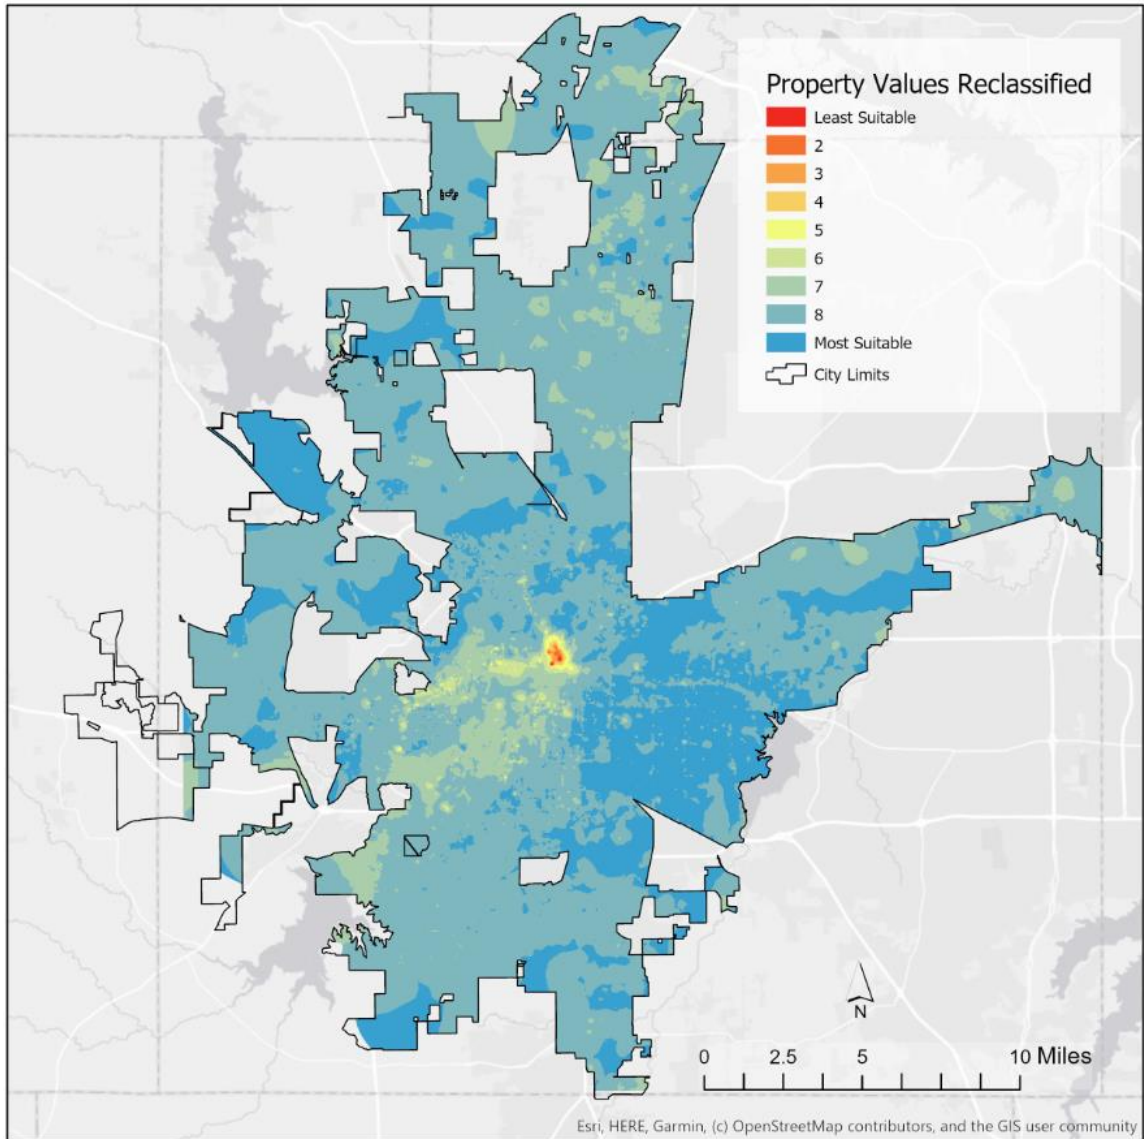 Property Values Reclassified
Least Suitable
2
3
4
5
6
7
8
Most Suitable
City Limits
N
0 2.5 5 10 Miles
Esri, HERE, Garmin, (c) OpenStreetMap contributors, and the GIS user community